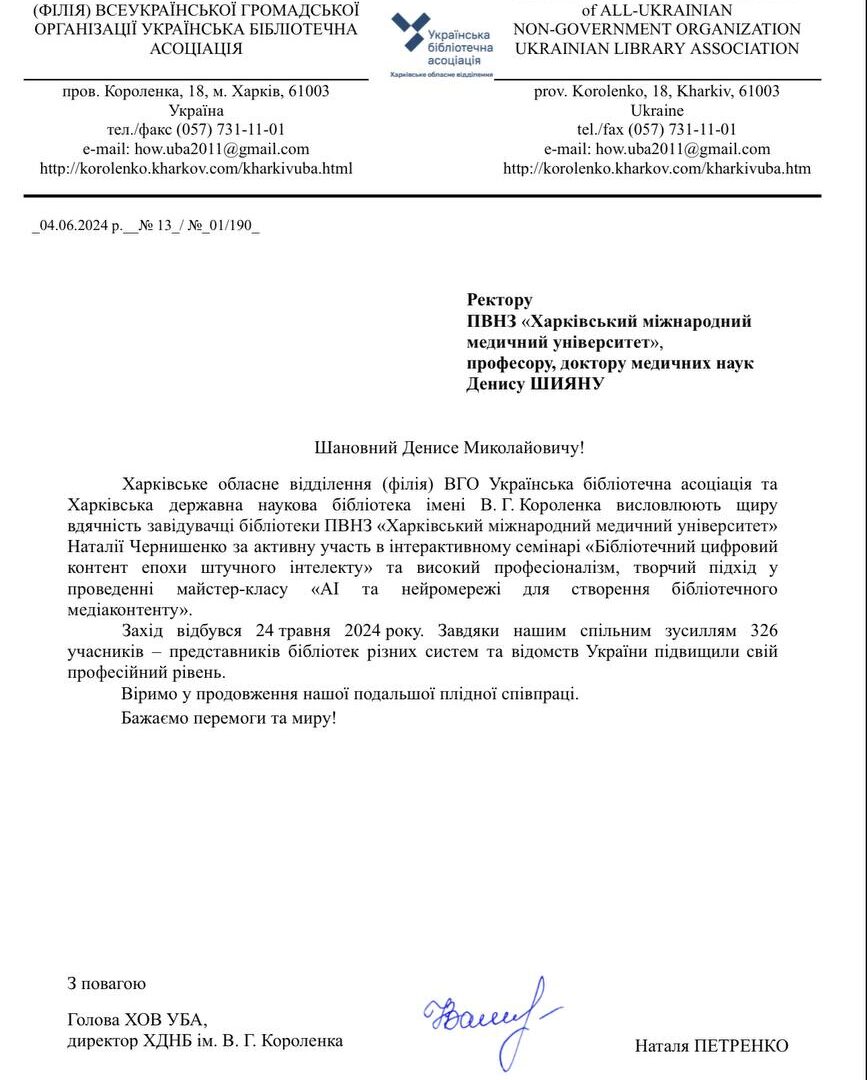 (ФІЛІЯ) ВСЕУКРАЇНСЬКОЇ ГРОМАДСЬКОЇ
ОРГАНІЗАЦІЇ УКРАЇНСЬКА БІБЛІОТЕЧНА
АСОЦІАЦІЯ
пров. Короленка, 18, м. Харків, 61003
Україна
тел./факс (057) 731-11-01
e-mail: how.uba2011@gmail.com
http://korolenko.kharkov.com/kharkivuba.html
Українська
бібліотечна
асоціація
Харківське обласне відділення
of ALL-UKRAINIAN
NON-GOVERNMENT ORGANIZATION
UKRAINIAN LIBRARY ASSOCIATION
prov. Korolenko, 18, Kharkiv, 61003
Ukraine
tel./fax (057) 731-11-01
e-mail: how.uba2011@gmail.com
http://korolenko.kharkov.com/kharkivuba.htm
_04.06.2024 р.__№ 13_/ №_01/190_
Ректору
ПВНЗ «Харківський міжнародний
медичний університет»,
професору, доктору медичних наук
Денису ШИЯНУ
Шановний Денисе Миколайовичу!
Харківське обласне відділення (філія) ВГО Українська бібліотечна асоціація та
Харківська державна наукова бібліотека імені В. Г. Короленка висловлюють щиру
вдячність завідувачці бібліотеки ПВНЗ «Харківський міжнародний медичний університет»
Наталії Чернишенко за активну участь в інтерактивному семінарі «Бібліотечний цифровий
контент епохи штучного інтелекту» та високий професіоналізм, творчий підхід у
проведенні майстер-класу «АІ та нейромережі для створення бібліотечного
медіаконтенту».
Захід відбувся 24 травня 2024 року. Завдяки нашим спільним зусиллям 326
учасників – представників бібліотек різних систем та відомств України підвищили свій
професійний рівень.
Віримо у продовження нашої подальшої плідної співпраці.
Бажаємо перемоги та миру!
З повагою
Голова ХОВ УБА,
директор ХДНБ ім. В. Г. Короленка
Наталя ПЕТРЕНКО